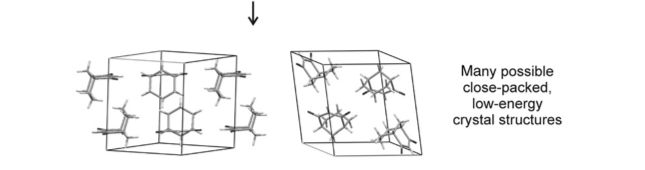 Many possible
close-packed,
low-energy
crystal structures